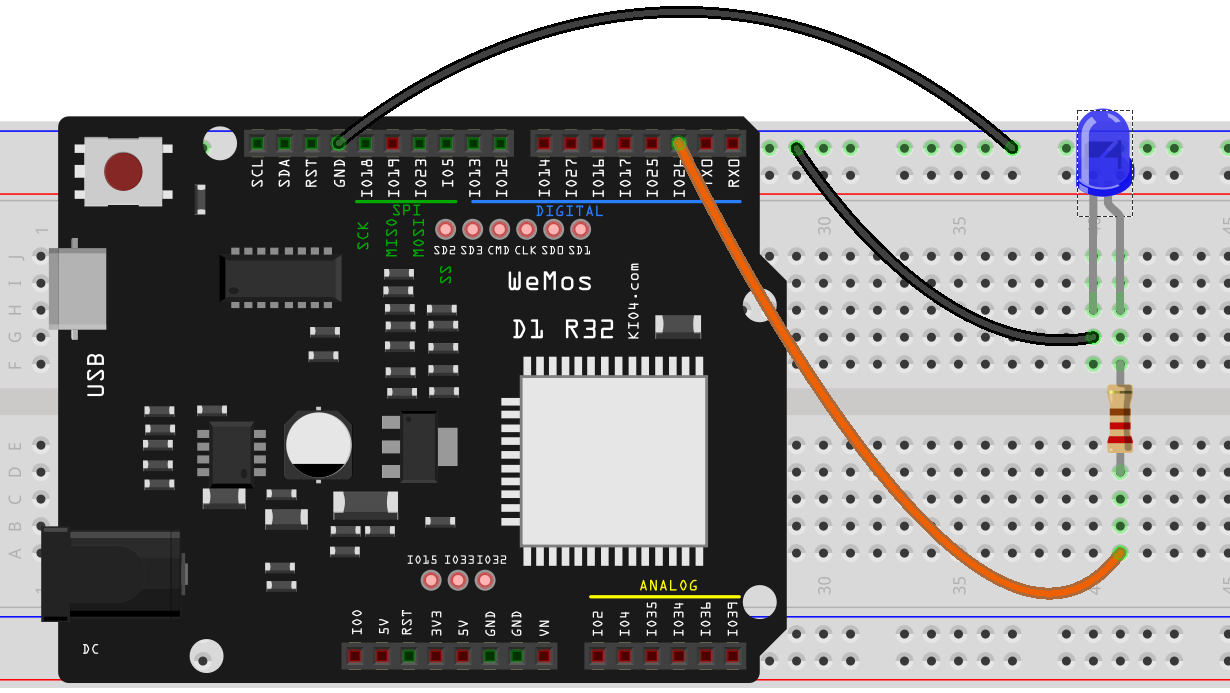 SCL
SDA
RST
GND
IO18
IO19
IO23
IO5
IO13
IO12
IO14
IO27
IO16
IO17
IO25
TXO
RXO
SPI
DIGITAL
SCK
MISO
MOSI
SS
SD2 SD3 CMD CLK SD0 SD1
WeMos
D1 R32
KIO4.com
USB
1
30
35
40
45
J
I
H
G
F
E
D
C
B
A
1
30
35
40
45
IO15 IO33 IO32
ANALOG
IO0
5V
RST
3V3
5V
GND
GND
VN
IO2
IO4
IO35
IO34
IO36
IO39
DC